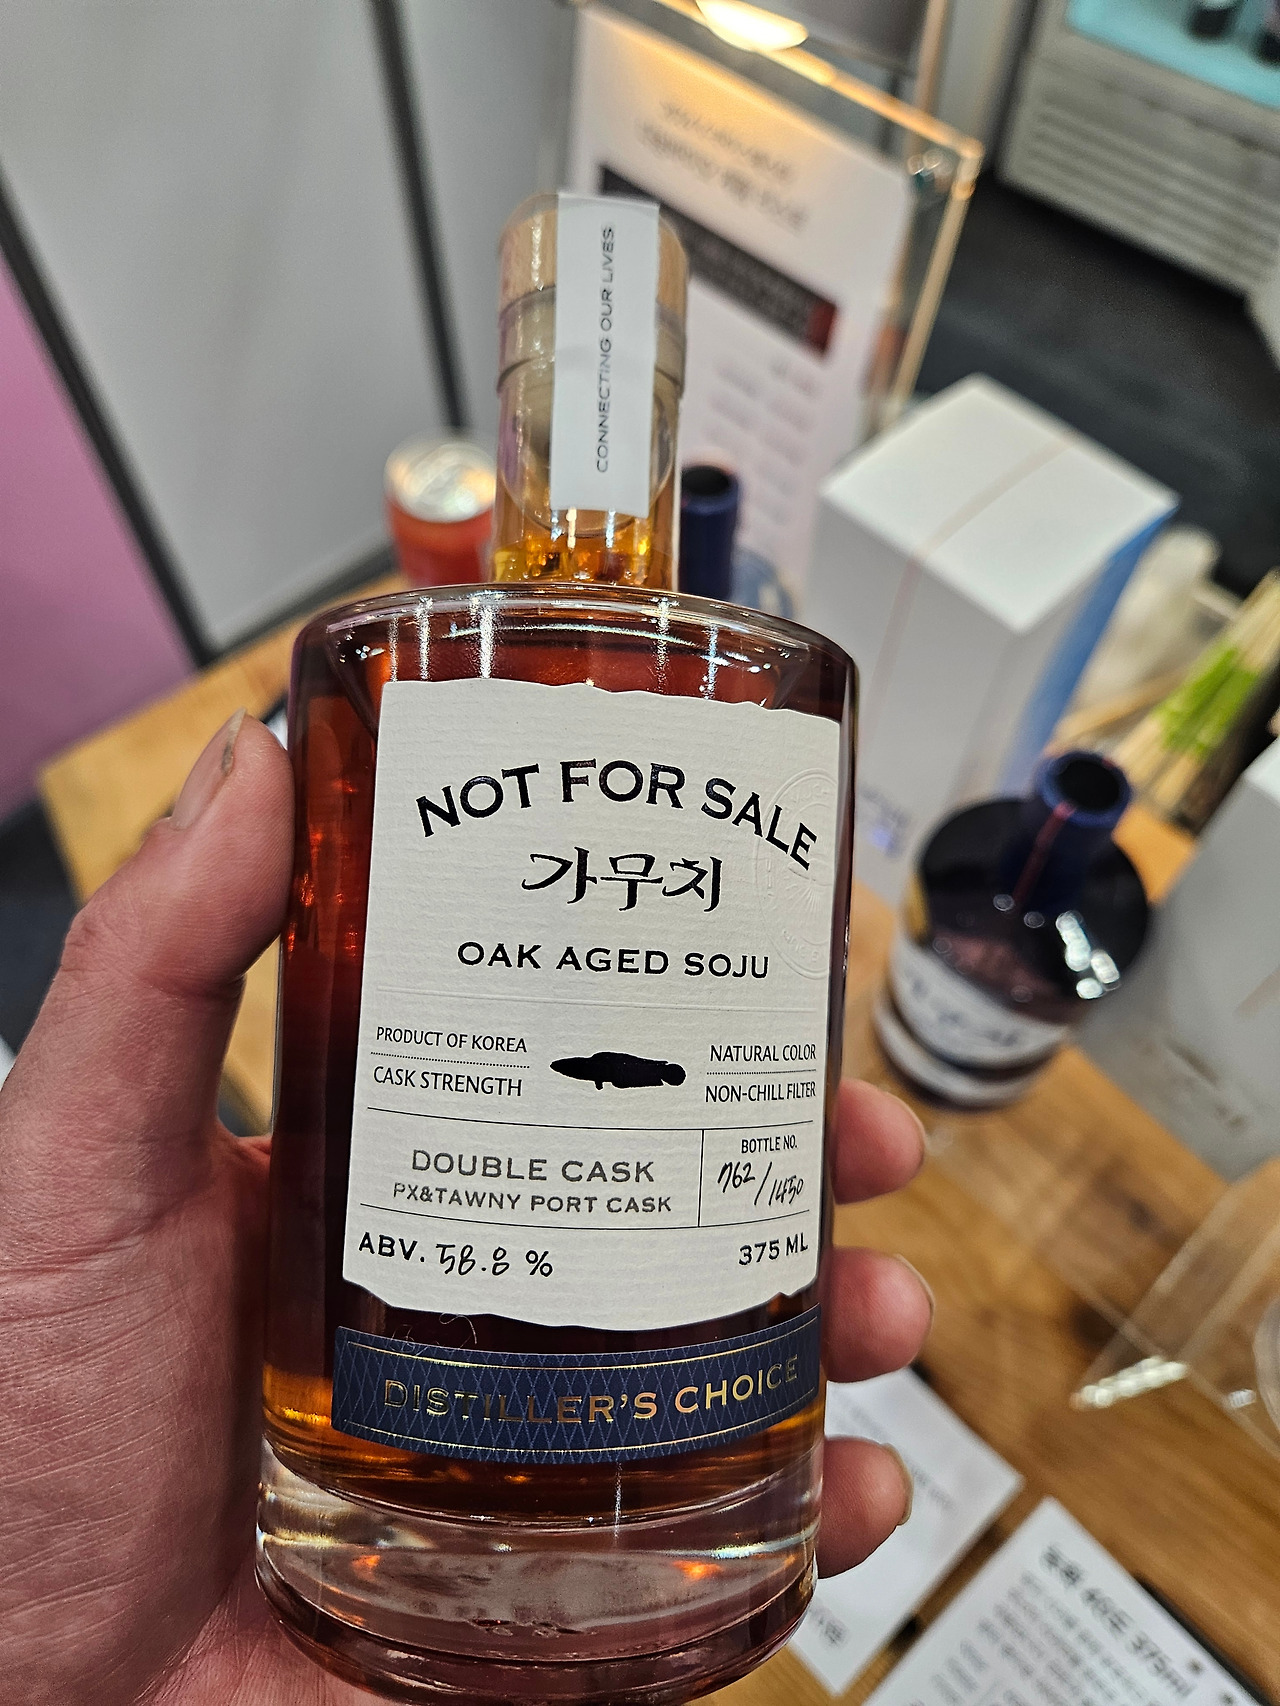 CONNECTING OUR LIVES
NOT FOR SALE
가무치
OAK AGED SOJU
PRODUCT OF KOREA
CASK STRENGTH
NATURAL COLOR
NON-CHILL FILTER
DOUBLE CASK
PX&TAWNY PORT CASK
BOTTLE NO.
762/1450
ABV. 58.8 %
375 ML
DISTILLER'S CHOICE
375ml